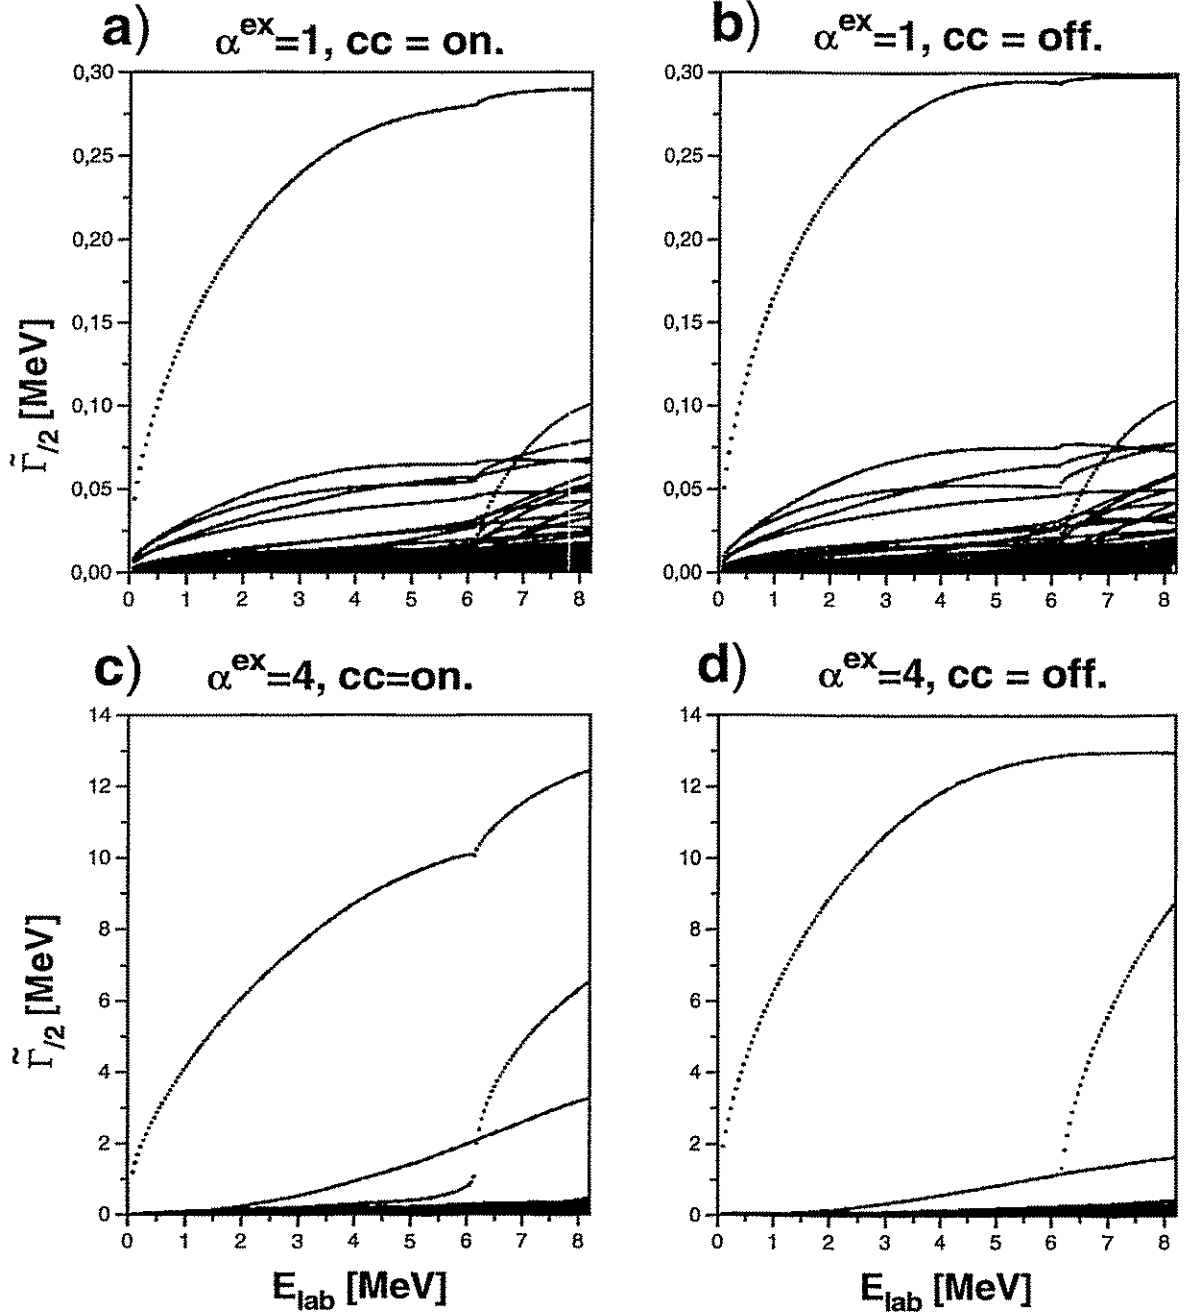 a) α^ex=1, cc = on.
0,30
0,25
0,20
0,15
0,10
0,05
0,00
Γ̃/2 [MeV]
0 1 2 3 4 5 6 7 8
b) α^ex=1, cc = off.
0,30
0,25
0,20
0,15
0,10
0,05
0,00
0 1 2 3 4 5 6 7 8
c) α^ex=4, cc=on.
14
12
10
8
6
4
2
0
Γ̃/2 [MeV]
0 1 2 3 4 5 6 7 8
E_lab [MeV]
d) α^ex=4, cc = off.
14
12
10
8
6
4
2
0
0 1 2 3 4 5 6 7 8
E_lab [MeV]